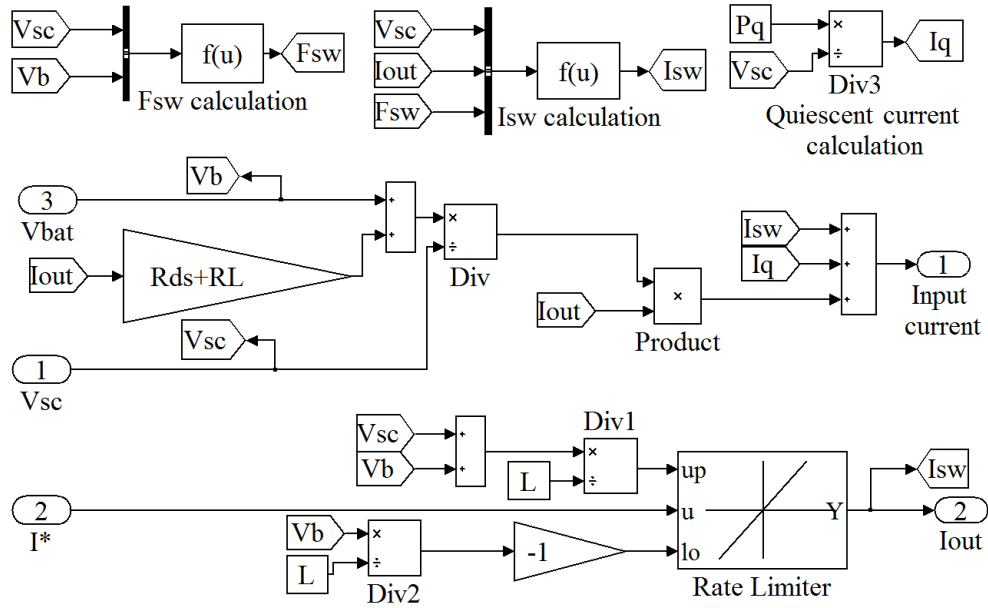 Vsc
Vb
f(u)
Fsw
Fsw calculation
Vsc
Iout
Fsw
f(u)
Isw
Isw calculation
Pq
Vsc
×
÷
Div3
Iq
Quiescent current
calculation
3
Vbat
Vb
Iout
Rds+RL
+
+
×
÷
Div
Vsc
1
Vsc
Iout
×
Product
Isw
Iq
+
+
+
1
Input
current
Vsc
Vb
+
+
L
Div1
×
÷
2
I*
Vb
L
×
÷
Div2
-1
up
u
lo
Y
Rate Limiter
Isw
2
Iout